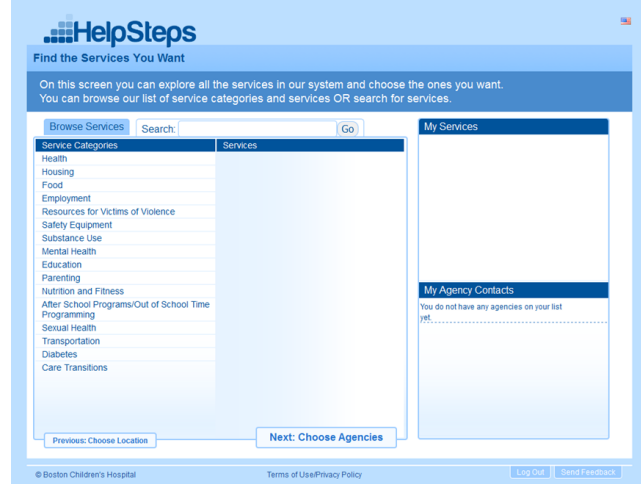 HelpSteps
Find the Services You Want
On this screen you can explore all the services in our system and choose the ones you want.
You can browse our list of service categories and services OR search for services.
Browse Services
Search:
Go
Service Categories
Services
Health
Housing
Food
Employment
Resources for Victims of Violence
Safety Equipment
Substance Use
Mental Health
Education
Parenting
Nutrition and Fitness
After School Programs/Out of School Time
Programming
Sexual Health
Transportation
Diabetes
Care Transitions
My Services
My Agency Contacts
You do not have any agencies on your list
yet.
Previous: Choose Location
Next: Choose Agencies
© Boston Children's Hospital
Terms of Use/Privacy Policy
Log Out
Send Feedback